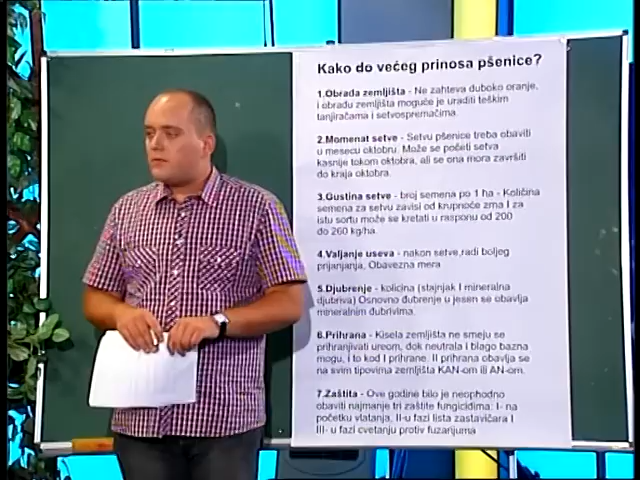 Kako do većeg prinosa pšenice?
1.Obrada zemljišta - Ne zahteva duboko oranje,
i obradu zemljišta moguće je uraditi teškim
tanjiračama i setvospremačima.
2.Momenat setve - Setvu pšenice treba obaviti
u mesecu oktobru. Može se početi setva
kasnije tokom oktobra, ali se ona mora završiti
do kraja oktobra.
3.Gustina setve - broj semena po 1 ha - Količina
semena za setvu zavisi od krupnoće zrna I za
istu sortu može se kretati u rasponu od 200
do 260 kg/ha.
4.Valjanje useva - nakon setve,radi boljeg
prijanjanja, Obavezna mera
5.Djubrenje - količina (stajnjak I mineralna
djubriva) Osnovno đubrenje u jesen se obavlja
mineralnim đubrivima.
6.Prihrana - Kisela zemljišta ne smeju se
prihranjivati ureom, dok neutrala i blago bazna
mogu, i to kod I prihrane. II prihrana obavlja se
na svim tipovima zemljišta KAN-om ili AN-om.
7.Zaštita - Ove godine bilo je neophodno
obaviti najmanje tri zaštite fungicidima: I- na
početku vlatanja, II-u fazi lista zastavičara I
III- u fazi cvetanju protiv fuzarijuma